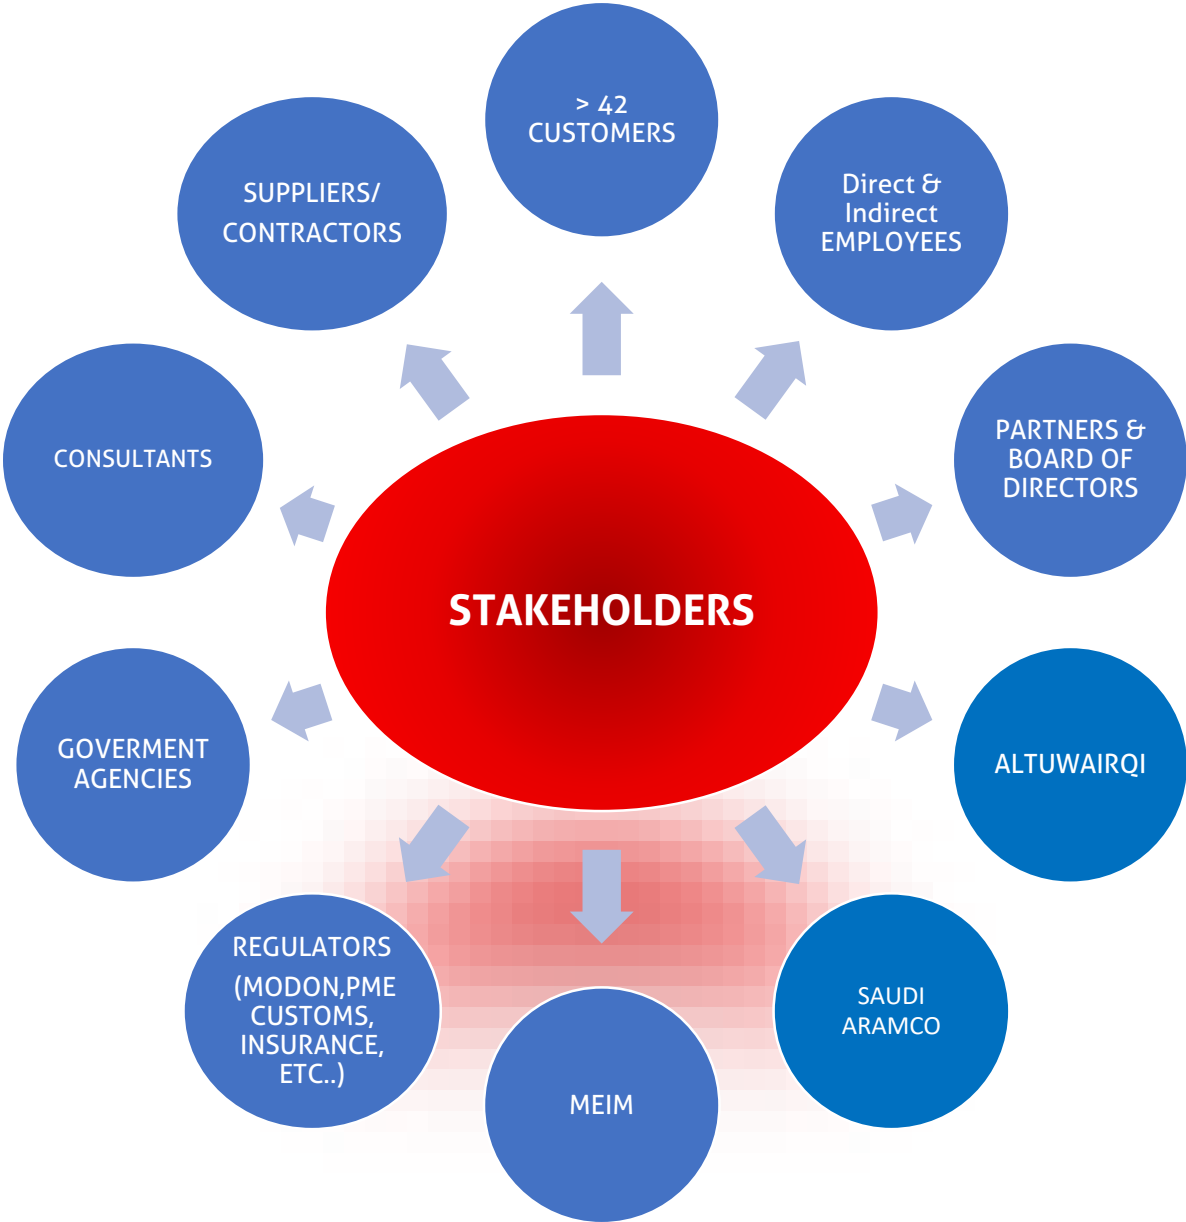 > 42
CUSTOMERS
Direct &
Indirect
EMPLOYEES
PARTNERS &
BOARD OF
DIRECTORS
ALTUWAIRQI
SAUDI
ARAMCO
MEIM
REGULATORS
(MODON,PME
CUSTOMS,
INSURANCE,
ETC..)
GOVERMENT
AGENCIES
CONSULTANTS
SUPPLIERS/
CONTRACTORS
STAKEHOLDERS